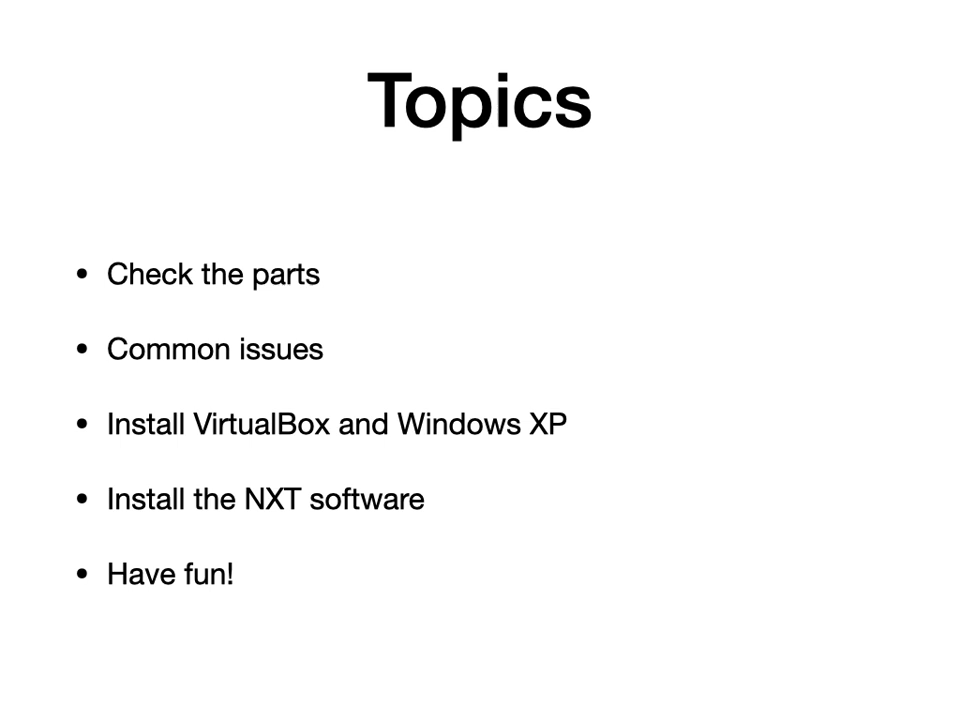 Topics
• Check the parts
• Common issues
• Install VirtualBox and Windows XP
• Install the NXT software
• Have fun!